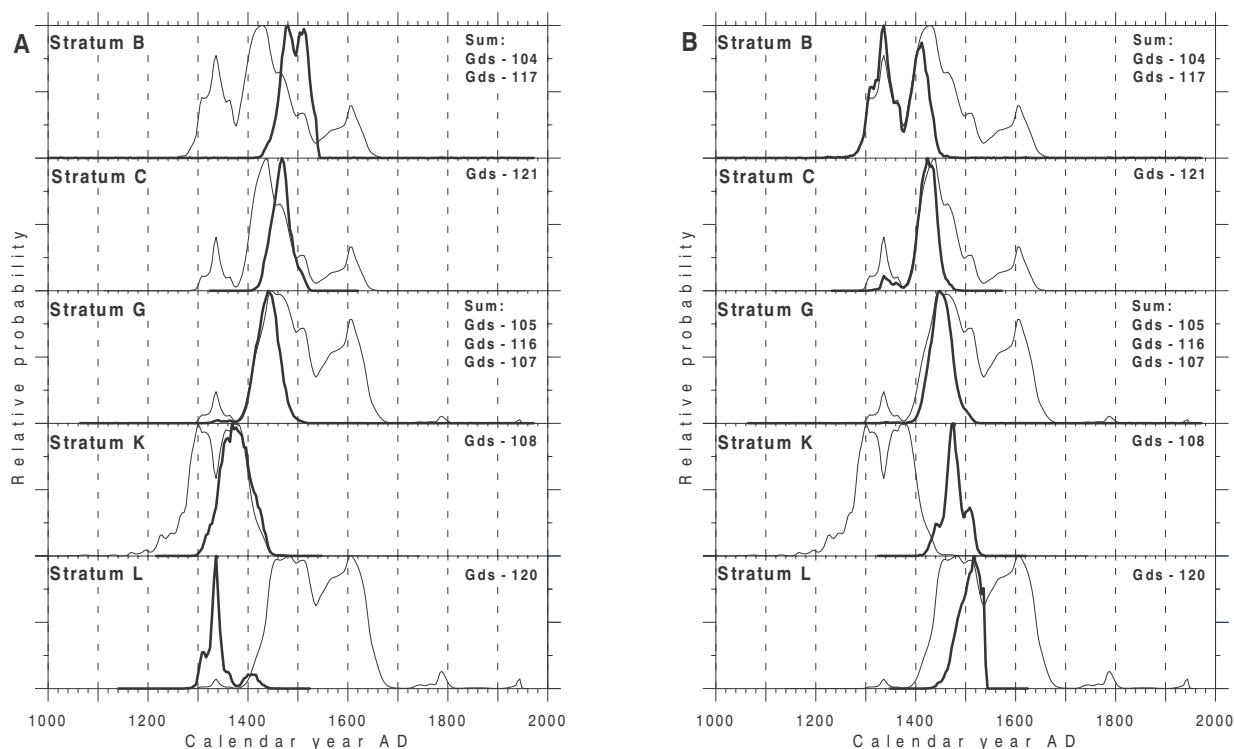 A
Stratum B
Sum:
Gds - 104
Gds - 117
Stratum C
Gds - 121
Stratum G
Sum:
Gds - 105
Gds - 116
Gds - 107
Stratum K
Gds - 108
Stratum L
Gds - 120
Relative probability
1000 1200 1400 1600 1800 2000
Calendar year AD
B
Stratum B
Sum:
Gds - 104
Gds - 117
Stratum C
Gds - 121
Stratum G
Sum:
Gds - 105
Gds - 116
Gds - 107
Stratum K
Gds - 108
Stratum L
Gds - 120
Relative probability
1000 1200 1400 1600 1800 2000
Calendar year AD